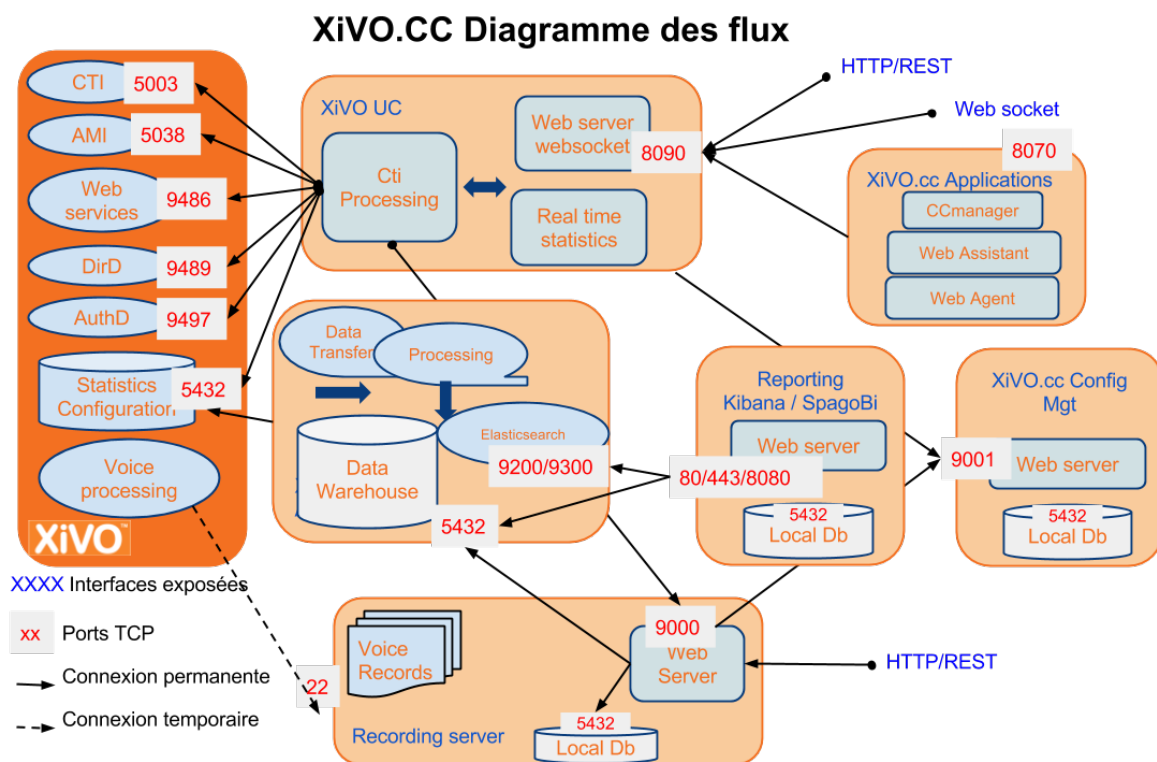 XiVO.CC Diagramme des flux
CTI
5003
AMI
5038
Web
services
9486
DirD
9489
AuthD
9497
Statistics
Configuration
5432
Voice
processing
XiVO™
XiVO UC
Cti
Processing
Web server
websocket
8090
Real time
statistics
HTTP/REST
Web socket
8070
XiVO.cc Applications
CCmanager
Web Assistant
Web Agent
Data
Transfer
Processing
Elasticsearch
9200/9300
Data
Warehouse
5432
Reporting
Kibana / SpagoBi
Web server
80/443/8080
5432
Local Db
XiVO.cc Config
Mgt
9001
Web server
5432
Local Db
XXXX Interfaces exposées
xx Ports TCP
Connexion permanente
Connexion temporaire
22
Voice
Records
9000
Web
Server
HTTP/REST
5432
Local Db
Recording server